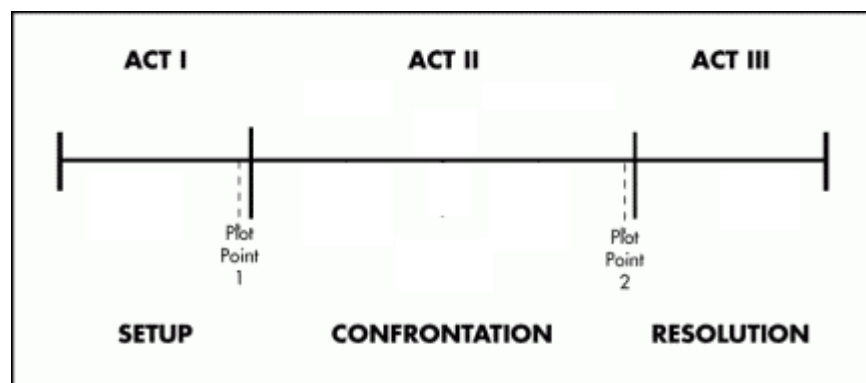 ACT I
ACT II
ACT III
Plot
Point
1
Plot
Point
2
SETUP
CONFRONTATION
RESOLUTION